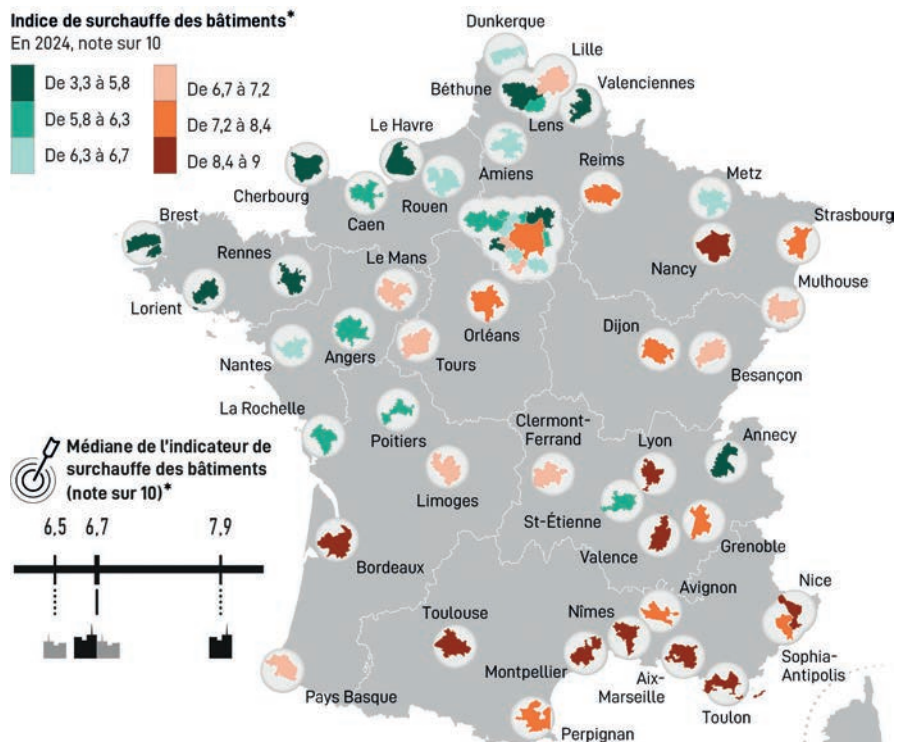 Indice de surchauffe des bâtiments*
En 2024, note sur 10
De 3,3 à 5,8
De 5,8 à 6,3
De 6,3 à 6,7
De 6,7 à 7,2
De 7,2 à 8,4
De 8,4 à 9
Dunkerque
Lille
Béthune
Valenciennes
Lens
Le Havre
Cherbourg
Caen
Rouen
Amiens
Reims
Metz
Strasbourg
Brest
Rennes
Lorient
Le Mans
Nancy
Mulhouse
Orléans
Nantes
Angers
Tours
Dijon
Besançon
La Rochelle
Poitiers
Clermont-
Ferrand
Lyon
Annecy
Limoges
St-Étienne
Médiane de l'indicateur de
surchauffe des bâtiments
(note sur 10)*
6,5
6,7
7,9
Bordeaux
Valence
Grenoble
Avignon
Nice
Toulouse
Nîmes
Montpellier
Aix-
Marseille
Sophia-
Antipolis
Pays Basque
Toulon
Perpignan